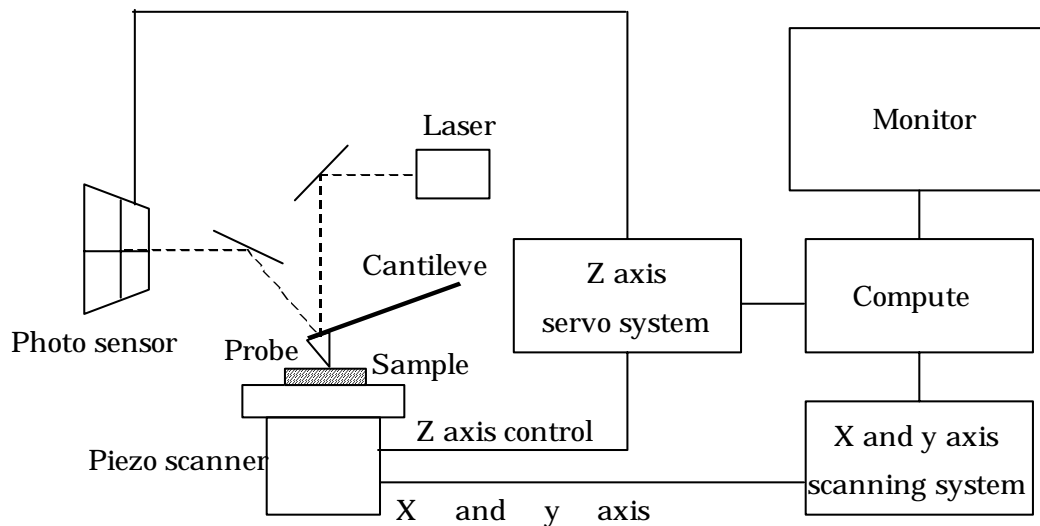 Laser
Monitor
Cantileve
Z axis
servo system
Compute
Photo sensor
Probe
Sample
Z axis control
X and y axis
scanning system
Piezo scanner
X and y axis